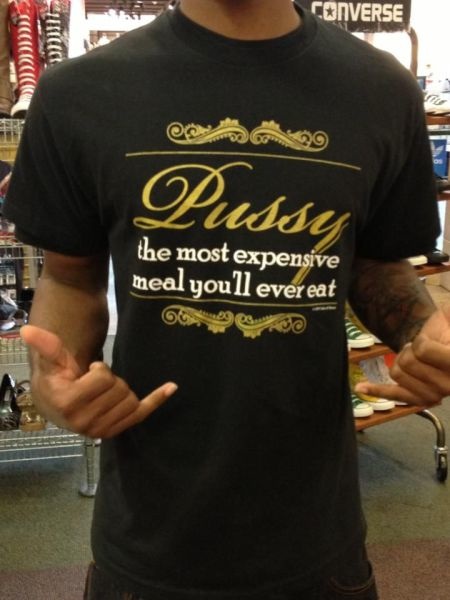 CONVERSE
Pussy
the most expensive
meal you'll ever eat